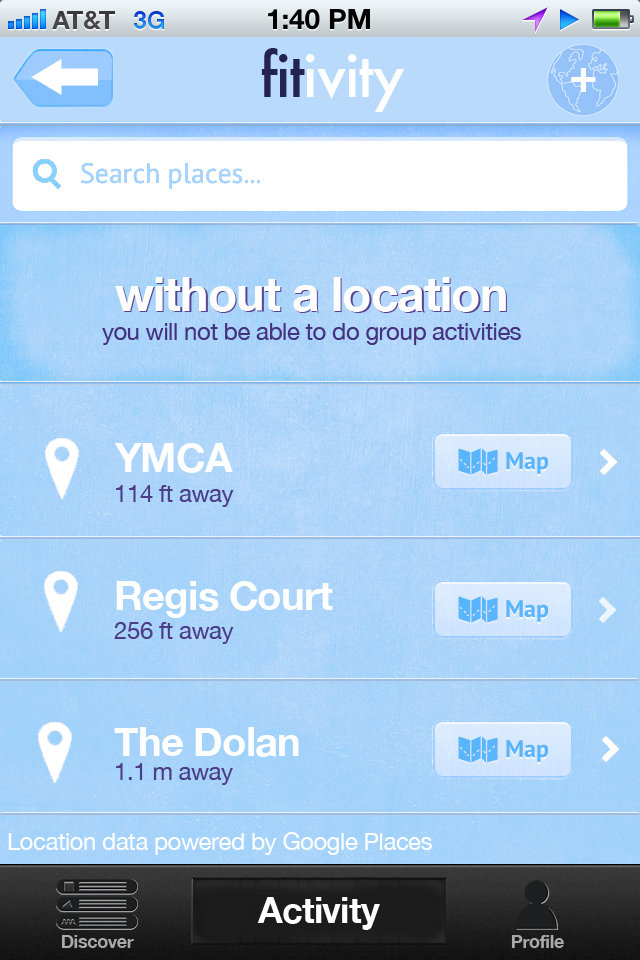 AT&T 3G 1:40 PM
fitivity
Search places...
without a location
you will not be able to do group activities
YMCA
114 ft away
Map
Regis Court
256 ft away
Map
The Dolan
1.1 m away
Map
Location data powered by Google Places
Discover
Activity
Profile